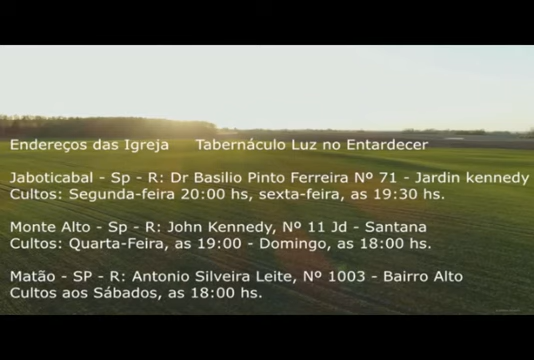 Endereços das Igreja Tabernáculo Luz no Entardecer
Jaboticabal - Sp - R: Dr Basilio Pinto Ferreira Nº 71 - Jardin kennedy
Cultos: Segunda-feira 20:00 hs, sexta-feira, as 19:30 hs.
Monte Alto - Sp - R: John Kennedy, Nº 11 Jd - Santana
Cultos: Quarta-Feira, as 19:00 - Domingo, as 18:00 hs.
Matão - SP - R: Antonio Silveira Leite, Nº 1003 - Bairro Alto
Cultos aos Sábados, as 18:00 hs.